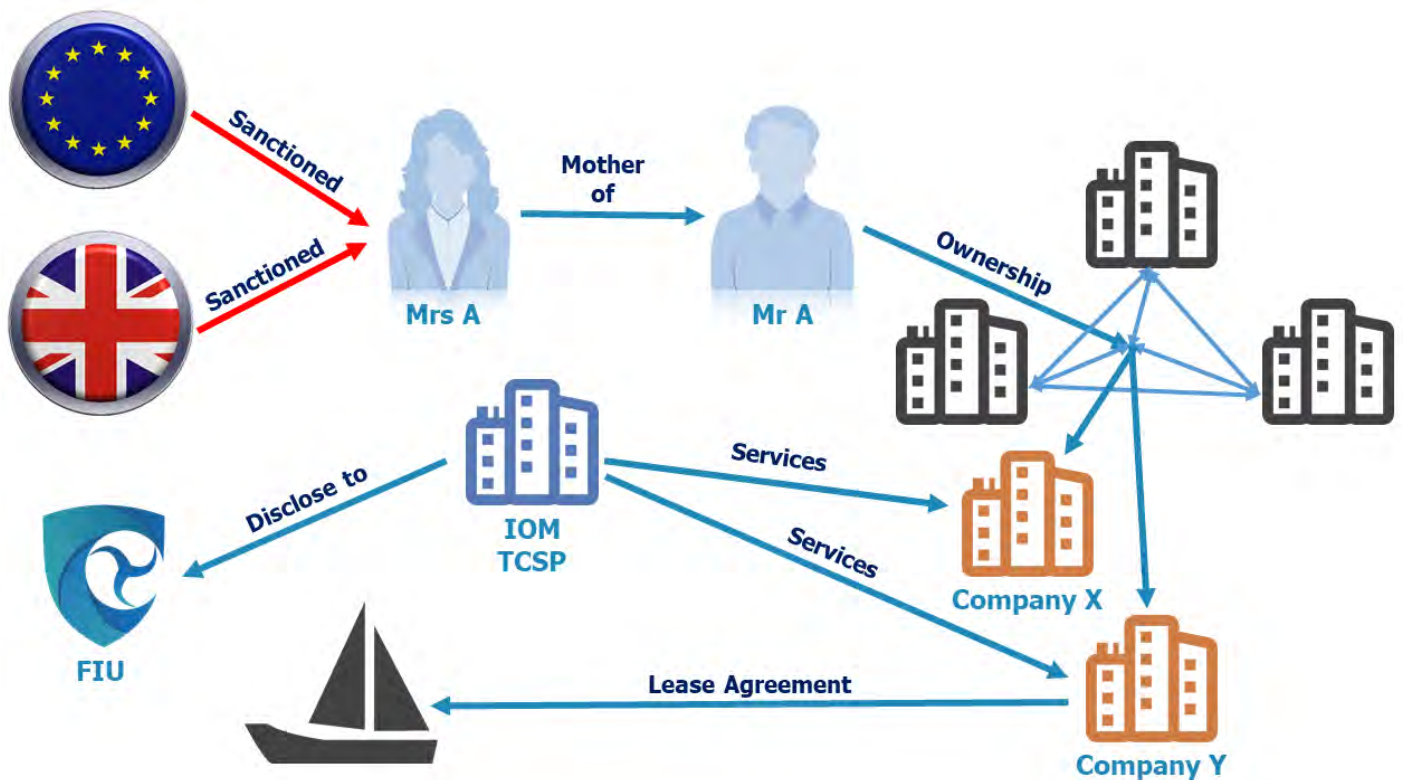 Sanctioned
Sanctioned
Mother
of
Mrs A
Mr A
Ownership
Services
Services
Disclose to
IOM
TCSP
Company X
FIU
Lease Agreement
Company Y